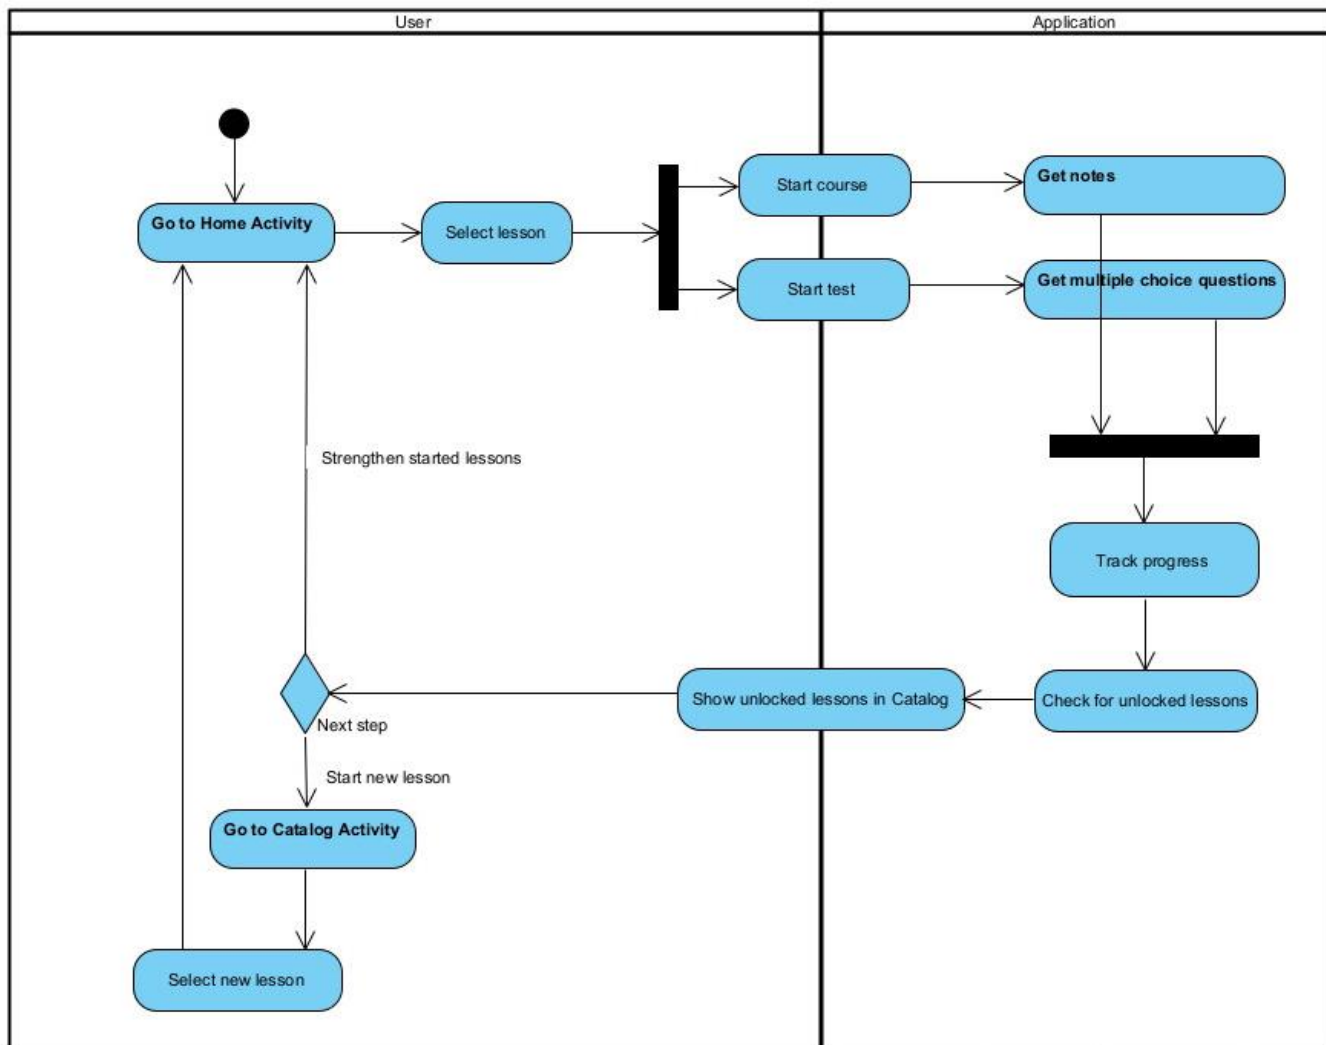 User
Application
Start course
Get notes
Go to Home Activity
Select lesson
Start test
Get multiple choice questions
Strengthen started lessons
Track progress
Show unlocked lessons in Catalog
Check for unlocked lessons
Next step
Start new lesson
Go to Catalog Activity
Select new lesson